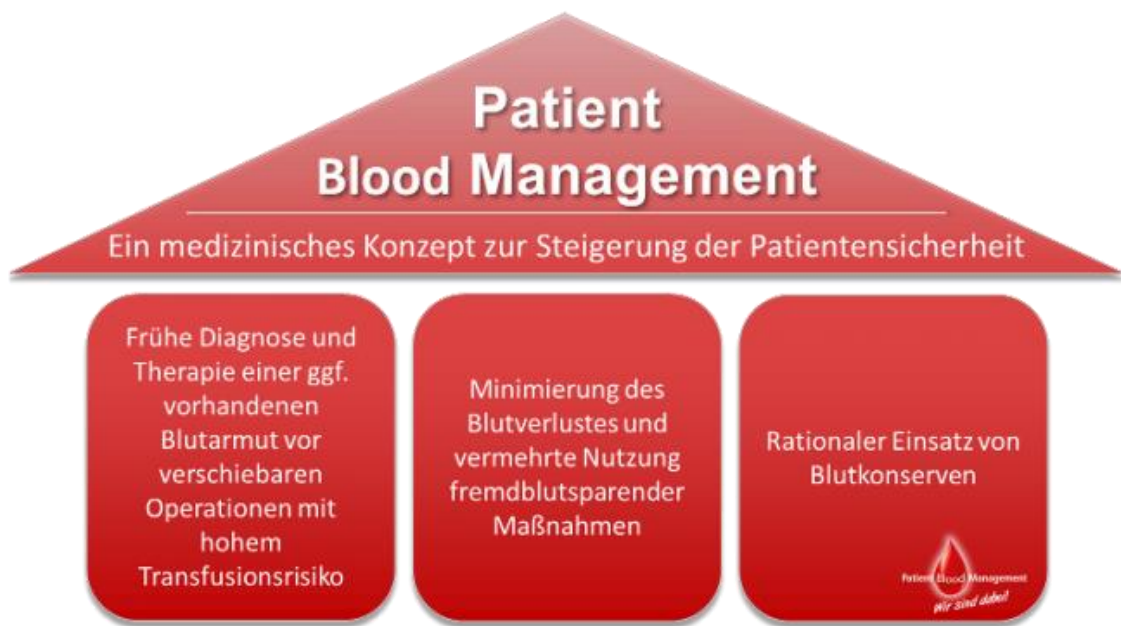 Patient
Blood Management
Ein medizinisches Konzept zur Steigerung der Patientensicherheit
Frühe Diagnose und
Therapie einer ggf.
vorhandenen
Blutarmut vor
verschiebaren
Operationen mit
hohem
Transfusionsrisiko
Minimierung des
Blutverlustes und
vermehrte Nutzung
fremdblutsparender
Maßnahmen
Rationaler Einsatz von
Blutkonserven
Patient Blood Management
Wir sind dabei!